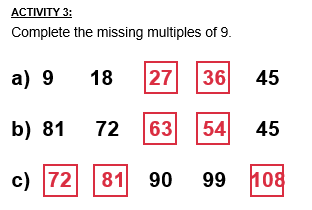 ACTIVITY 3:
Complete the missing multiples of 9.
a) 9 18 27 36 45
b) 81 72 63 54 45
c) 72 81 90 99 108